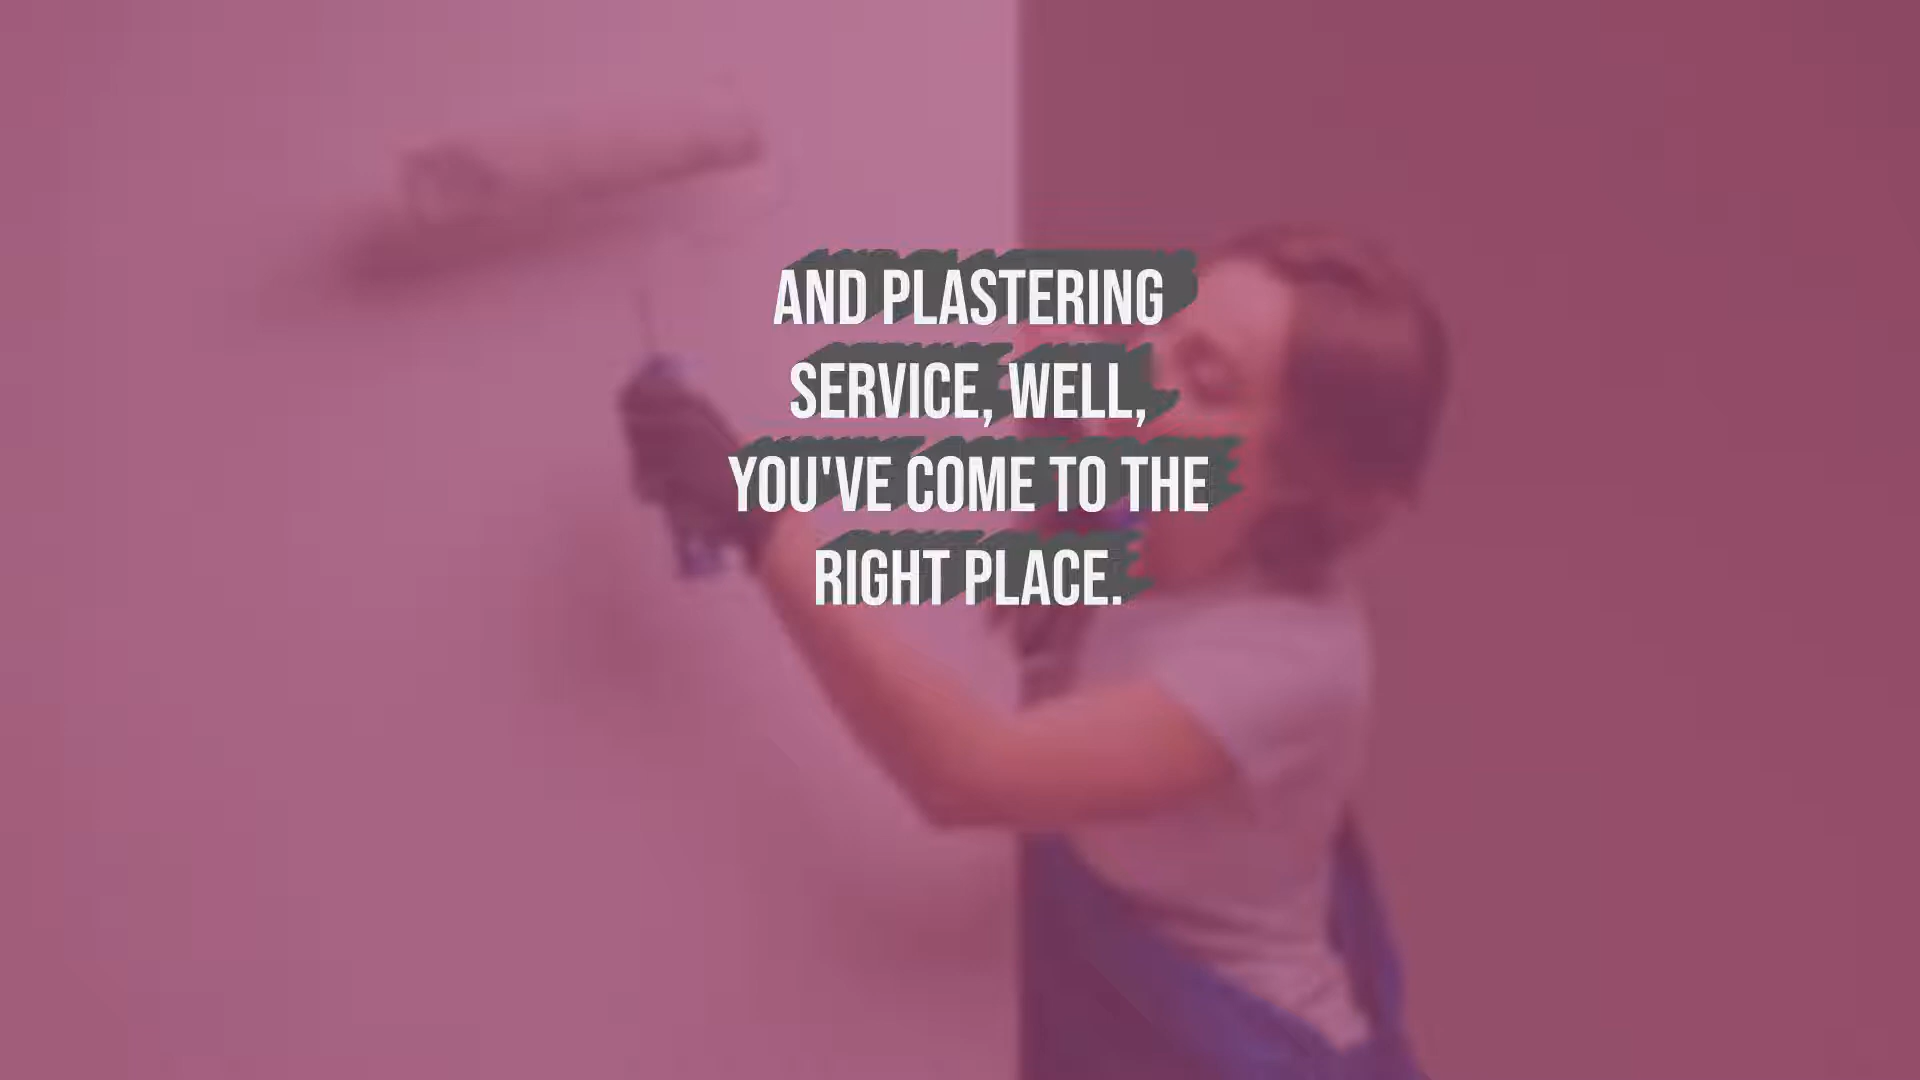 AND PLASTERING
SERVICE, WELL,
YOU'VE COME TO THE
RIGHT PLACE.